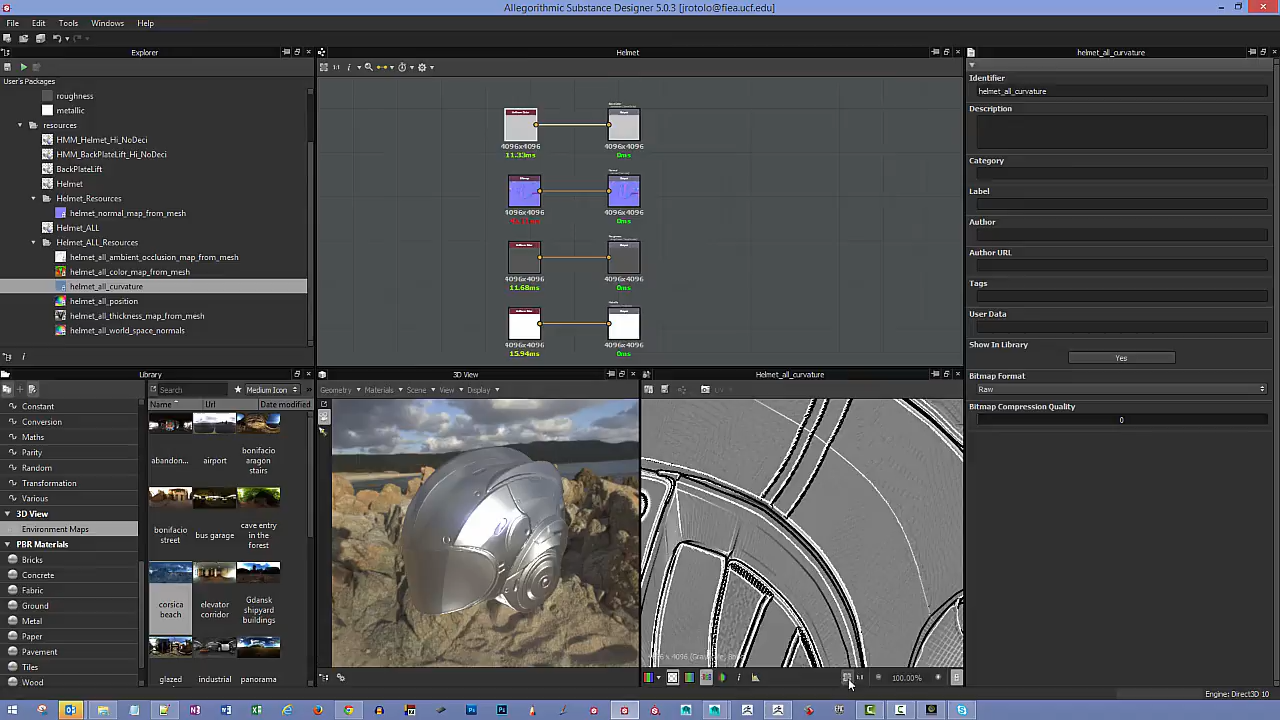 Allegorithmic Substance Designer 5.0.3 [jrotolo@fiea.ucf.edu]
File Edit Tools Windows Help
Explorer
Helmet
helmet_all_curvature
User's Packages
roughness
metallic
resources
HMM_Helmet_Hi_NoDeci
HMM_BackPlateLift_Hi_NoDeci
BackPlateLift
Helmet
Helmet_Resources
helmet_normal_map_from_mesh
Helmet_ALL
Helmet_ALL_Resources
helmet_all_ambient_occlusion_map_from_mesh
helmet_all_color_map_from_mesh
helmet_all_curvature
helmet_all_position
helmet_all_thickness_map_from_mesh
helmet_all_world_space_normals
4096x4096 4096x4096
11.33ms 0ms
4096x4096 4096x4096
0ms
4096x4096 4096x4096
11.68ms 0ms
4096x4096 4096x4096
15.94ms 0ms
Identifier
helmet_all_curvature
Description
Category
Label
Author
Author URL
Tags
User Data
Show In Library
Yes
Bitmap Format
Raw
Bitmap Compression Quality
0
Library
Search Medium Icon
Name Url Date modified
Constant
Conversion
Maths
Parity
Random
Transformation
Various
3D View
Environment Maps
PBR Materials
Bricks
Concrete
Fabric
Ground
Metal
Paper
Pavement
Tiles
Wood
abandon... airport bonifacio aragon stairs
bonifacio street bus garage cave entry in the forest
corsica beach elevator corridor Gdansk shipyard buildings
glazed industrial panorama
3D View
Geometry Materials Scene View Display
Helmet_all_curvature
100.00%
Engine: Direct3D 10